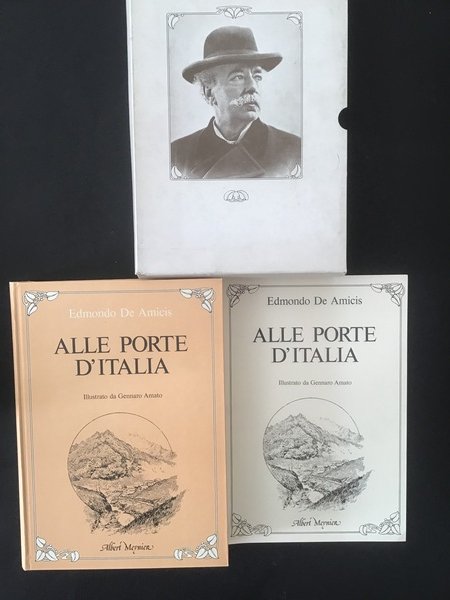 Edmondo De Amicis
ALLE PORTE
D'ITALIA
Illustrato da Gennaro Amato
Albert Meynier
Edmondo De Amicis
ALLE PORTE
D'ITALIA
Illustrato da Gennaro Amato
Albert Meynier